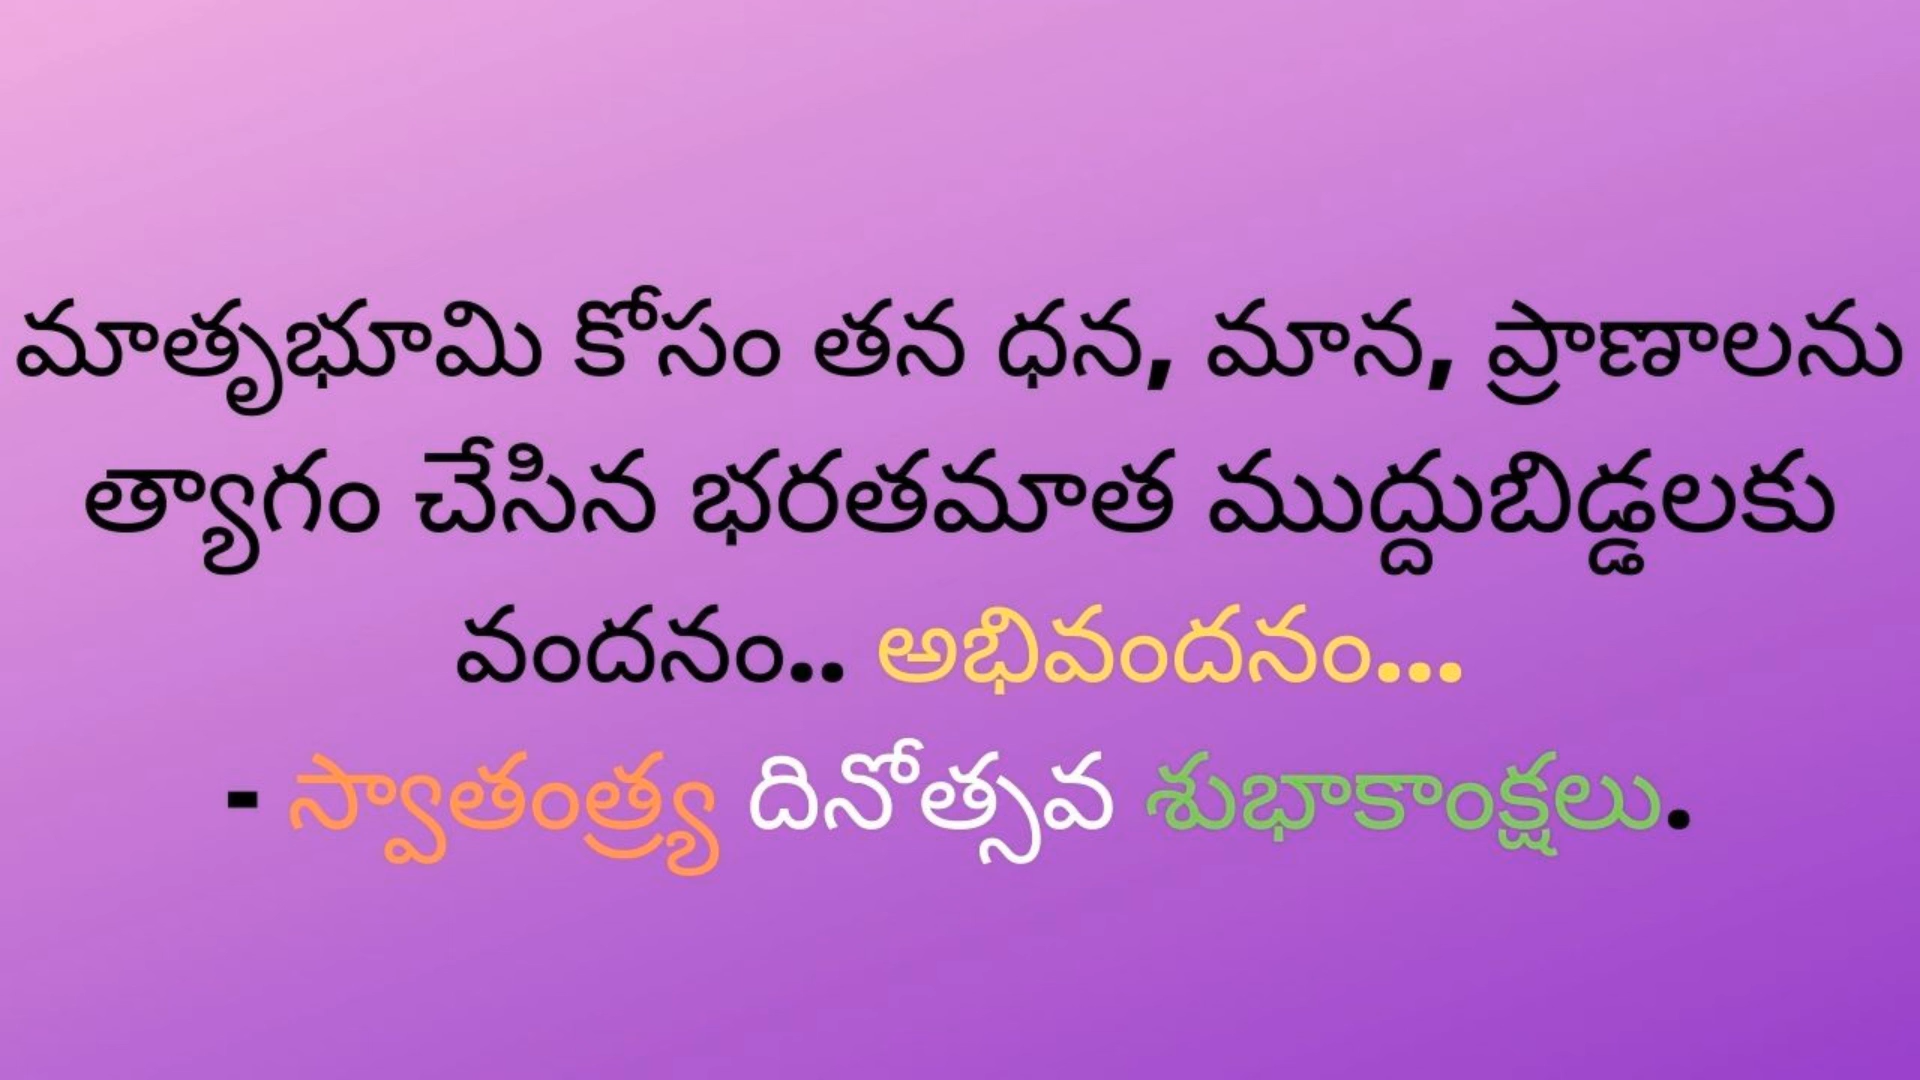 మాతృభూమి కోసం తన ధన, మాన, ప్రాణాలను
త్యాగం చేసిన భరతమాత ముద్దుబిడ్డలకు
వందనం.. అభివందనం...
- స్వాతంత్ర్య దినోత్సవ శుభాకాంక్షలు.